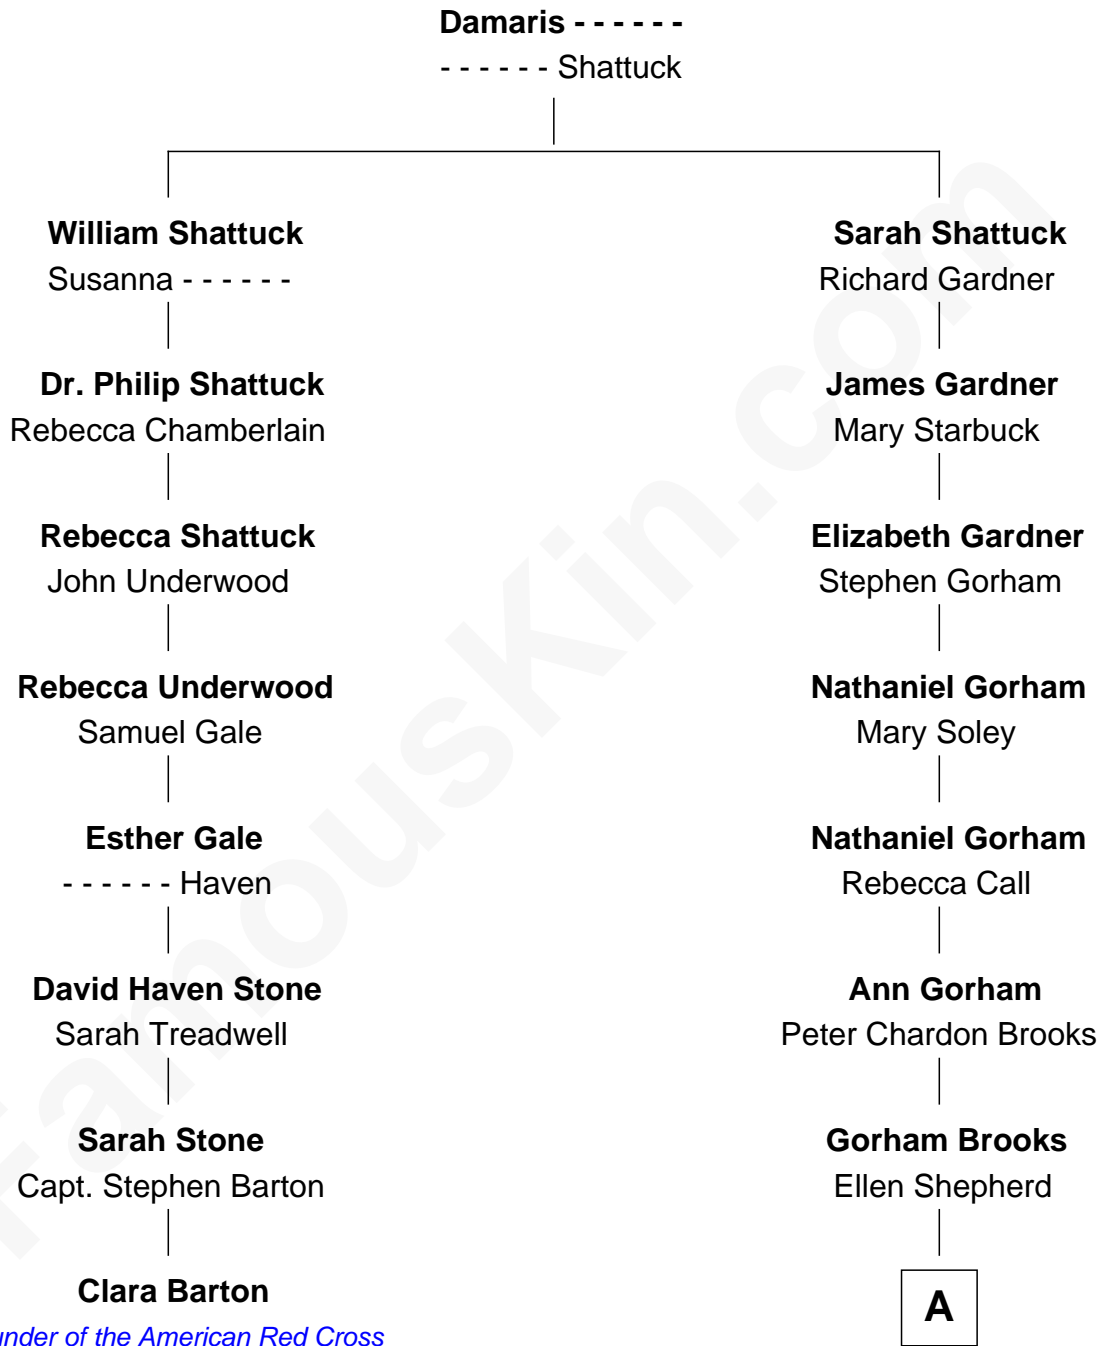 Damaris - - - - - -
- - - - - - Shattuck
William Shattuck
Susanna - - - - - -
Sarah Shattuck
Richard Gardner
Dr. Philip Shattuck
Rebecca Chamberlain
James Gardner
Mary Starbuck
Rebecca Shattuck
John Underwood
Elizabeth Gardner
Stephen Gorham
Rebecca Underwood
Samuel Gale
Nathaniel Gorham
Mary Soley
Esther Gale
- - - - - - Haven
Nathaniel Gorham
Rebecca Call
David Haven Stone
Sarah Treadwell
Ann Gorham
Peter Chardon Brooks
Sarah Stone
Capt. Stephen Barton
Gorham Brooks
Ellen Shepherd
Clara Barton
under of the American Red Cross
A
FamousKin.com